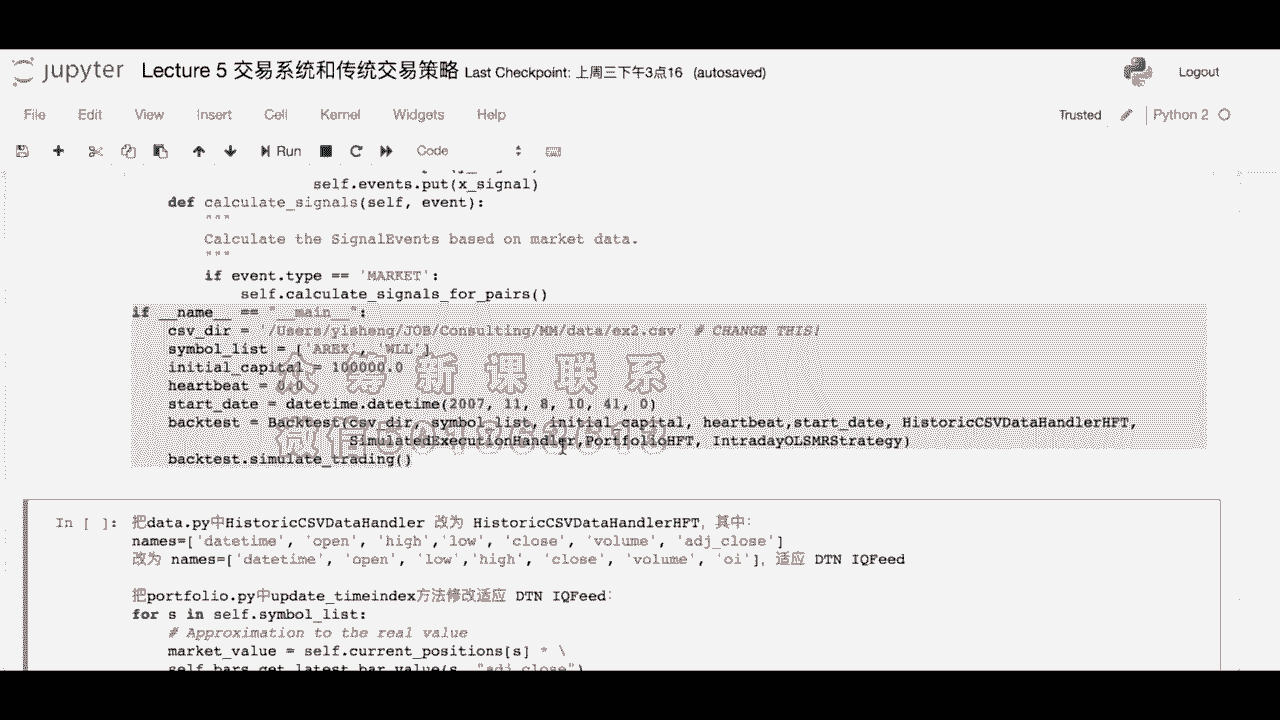 jupyter Lecture 5 交易系统和传统交易策略 Last Checkpoint: 上周三下午3点16 (autosaved) Logout
File Edit View Insert Cell Kernel Widgets Help Trusted Python 2
Run Code
self.events.put(x_signal)
def calculate_signals(self, event):
"""
Calculate the SignalEvents based on market data.
"""
if event.type == 'MARKET':
self.calculate_signals_for_pairs()
if __name__ == "__main__":
csv_dir = '/Users/yisheng/JOB/Consulting/MM/data/ex2.csv' # CHANGE THIS!
symbol_list = ['AREX', 'WLL']
initial_capital = 100000.0
heartbeat = 0.0
start_date = datetime.datetime(2007, 11, 8, 10, 41, 0)
backtest = Backtest(csv_dir, symbol_list, initial_capital, heartbeat,start_date, HistoricCSVDataHandlerHFT,
SimulatedExecutionHandler,PortfolioHFT, IntradayOLSMRStrategy)
backtest.simulate_trading()
众筹新课联系
微信
In [ ]: 把data.py中HistoricCSVDataHandler 改为 HistoricCSVDataHandlerHFT，其中：
names=['datetime', 'open', 'high','low', 'close', 'volume', 'adj_close']
改为 names=['datetime', 'open', 'low','high', 'close', 'volume', 'oi']，适应 DTN IQFeed
把portfolio.py中update_timeindex方法修改适应 DTN IQFeed：
for s in self.symbol_list:
# Approximation to the real value
market_value = self.current_positions[s] * \
self.bars.get_latest_bar_value(s, "adj_close")